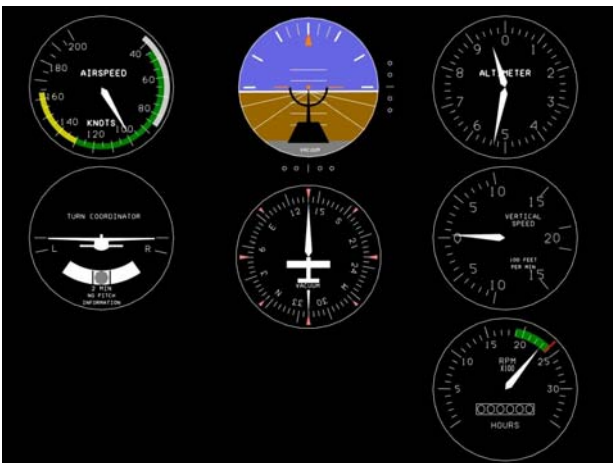 200
40
180
AIRSPEED
60
160
80
KNOTS
140
120
100
VACUUM
9 0 1
8 ALTIMETER 2
7 3
6 5 4
TURN COORDINATOR
L R
2 MIN
NO PITCH
INFORMATION
12 15
E S
6 21
3 24
VACUUM
N W
33 30
10 15
5
VERTICAL
SPEED
0 20
100 FEET
PER MIN
5
10 15
15 20
10 25
RPM
X100
5 30
000000
HOURS